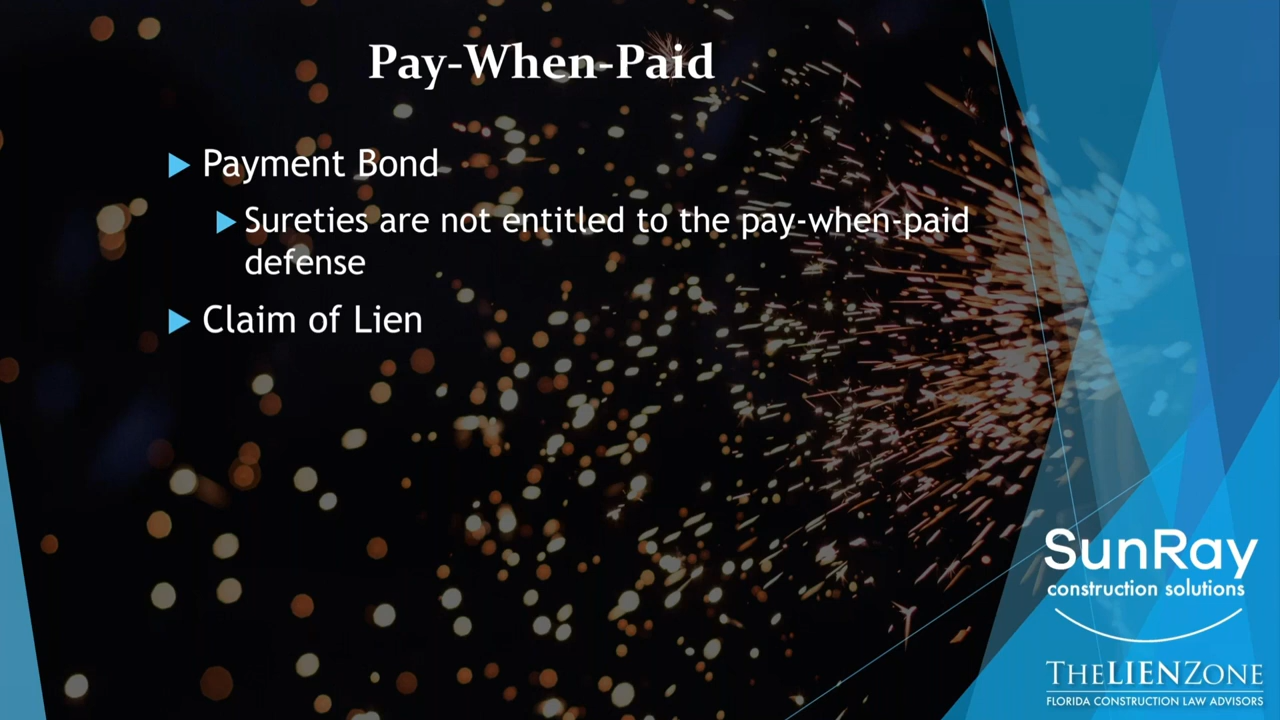 Pay-When-Paid
Payment Bond
Sureties are not entitled to the pay-when-paid
defense
Claim of Lien
SunRay
construction solutions
THELIENZONE
FLORIDA CONSTRUCTION LAW ADVISORS